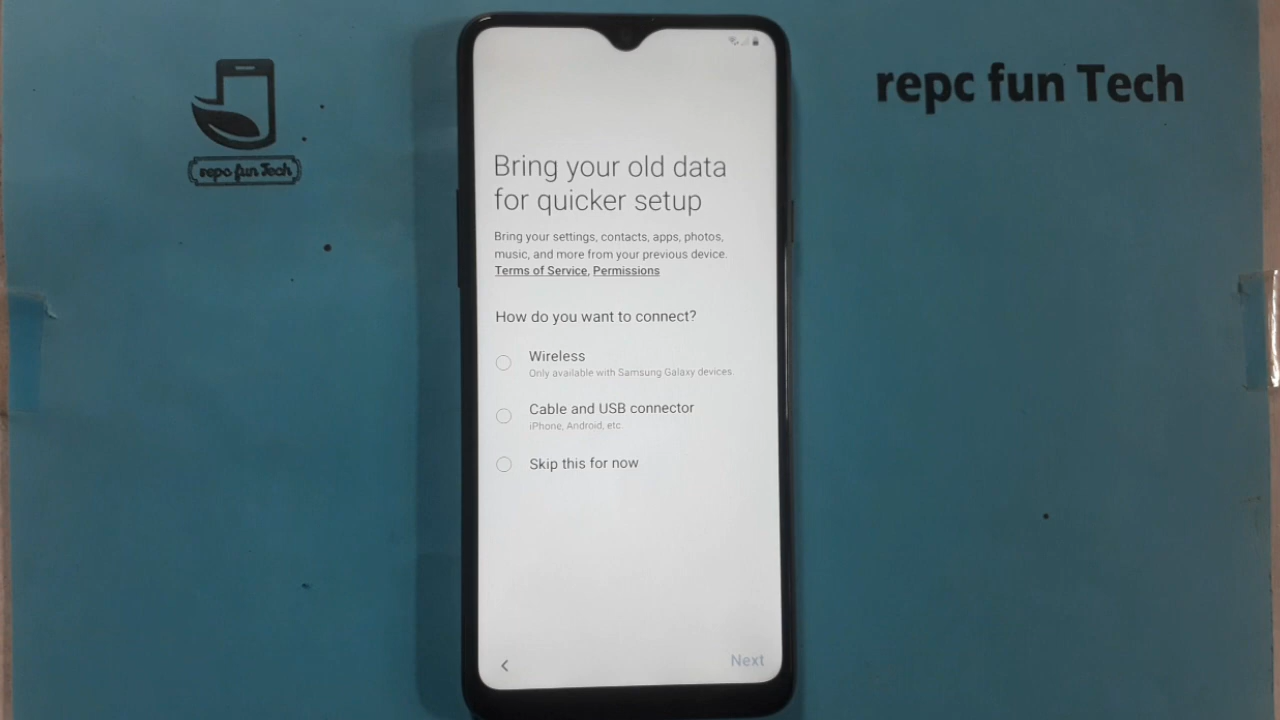 repc fun Tech
repc fun Tech
Bring your old data
for quicker setup
Bring your settings, contacts, apps, photos,
music, and more from your previous device.
Terms of Service, Permissions
How do you want to connect?
Wireless
Only available with Samsung Galaxy devices
Cable and USB connector
iPhone, Android, etc.
Skip this for now
Next